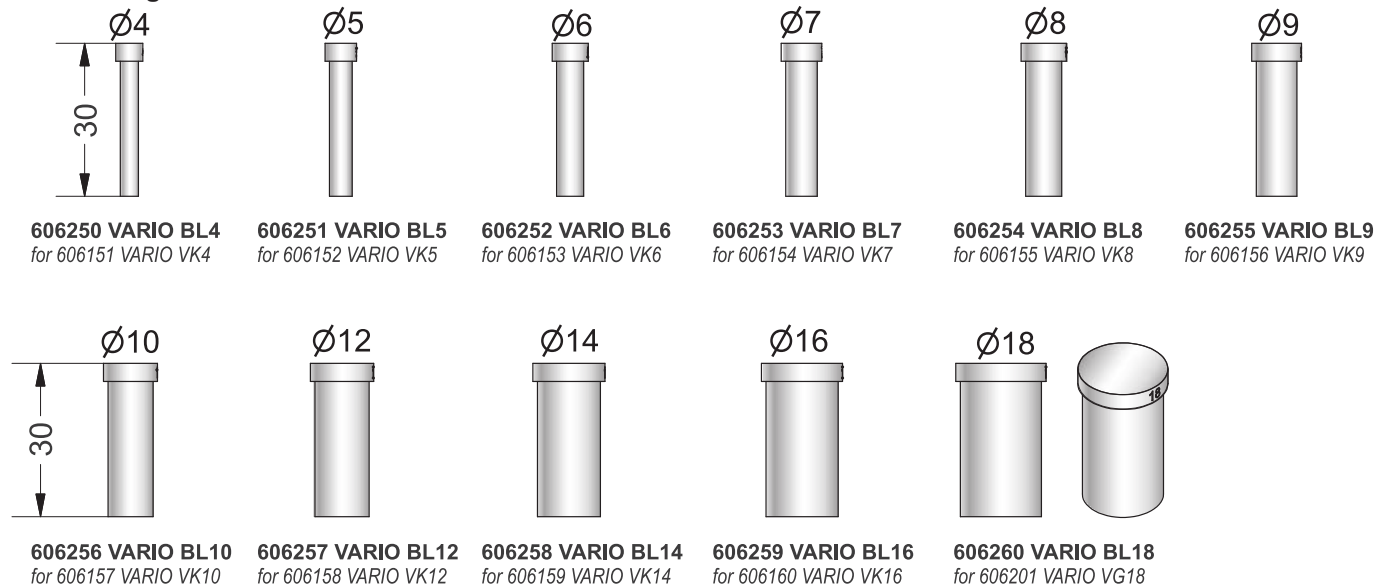 Ø4 Ø5 Ø6 Ø7 Ø8 Ø9
30
606250 VARIO BL4 606251 VARIO BL5 606252 VARIO BL6 606253 VARIO BL7 606254 VARIO BL8 606255 VARIO BL9
for 606151 VARIO VK4 for 606152 VARIO VK5 for 606153 VARIO VK6 for 606154 VARIO VK7 for 606155 VARIO VK8 for 606156 VARIO VK9
Ø10 Ø12 Ø14 Ø16 Ø18
18
30
606256 VARIO BL10 606257 VARIO BL12 606258 VARIO BL14 606259 VARIO BL16 606260 VARIO BL18
for 606157 VARIO VK10 for 606158 VARIO VK12 for 606159 VARIO VK14 for 606160 VARIO VK16 for 606201 VARIO VG18